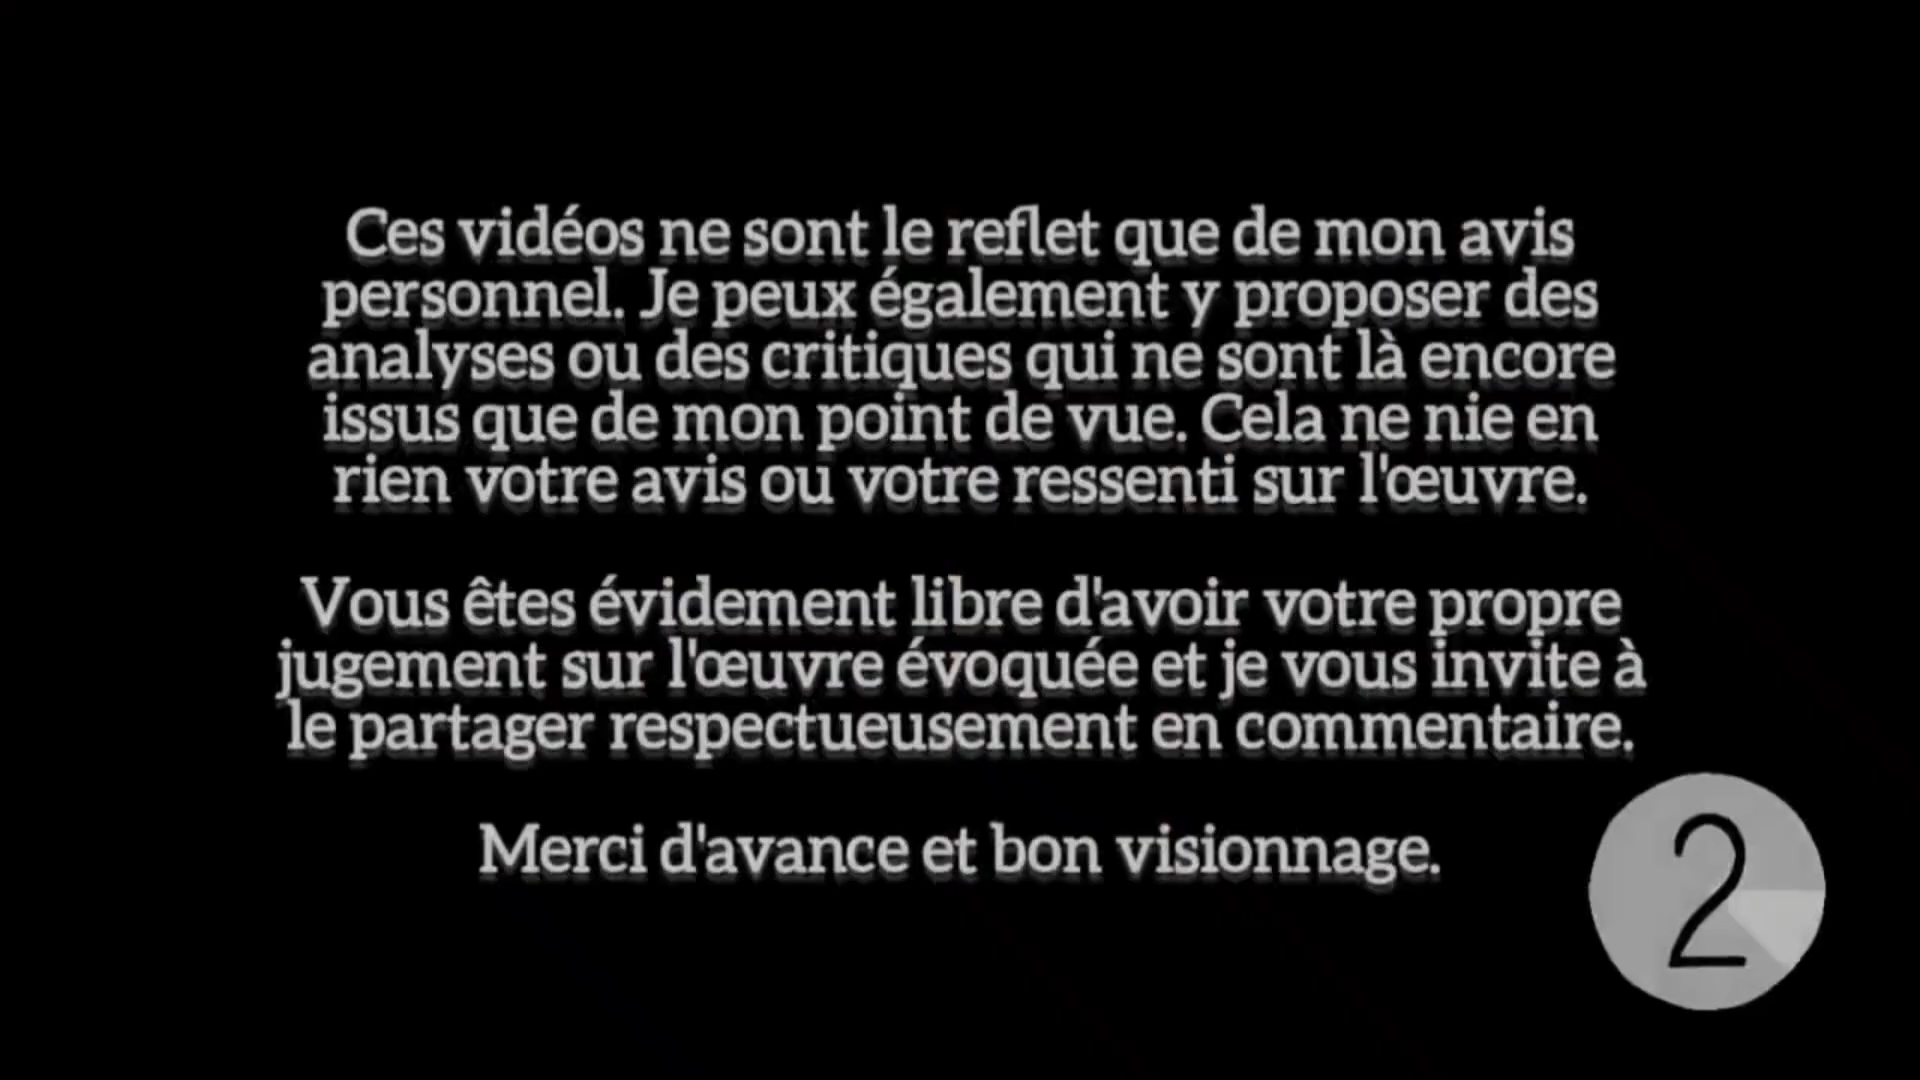 Ces vidéos ne sont le reflet que de mon avis
personnel. Je peux également y proposer des
analyses ou des critiques qui ne sont là encore
issus que de mon point de vue. Cela ne nie en
rien votre avis ou votre ressenti sur l'œuvre.
Vous êtes évidement libre d'avoir votre propre
jugement sur l'œuvre évoquée et je vous invite à
le partager respectueusement en commentaire.
Merci d'avance et bon visionnage.
2